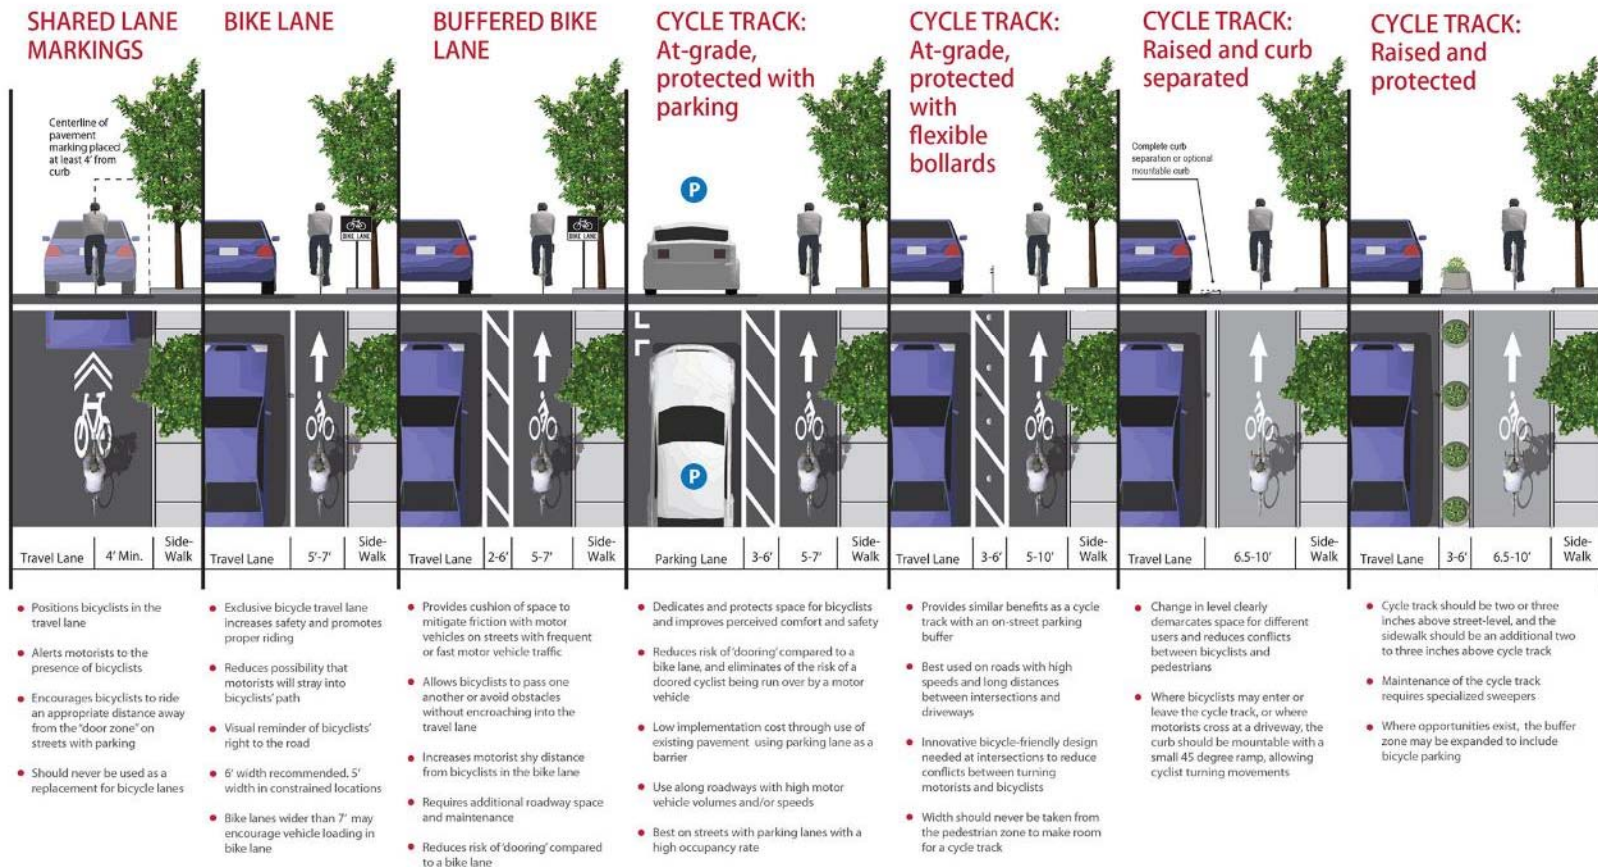 SHARED LANE
MARKINGS
Centerline of
pavement
marking placed
at least 4' from
curb
Travel Lane
4' Min.
Side-
Walk
• Positions bicyclists in the
travel lane
• Alerts motorists to the
presence of bicyclists
• Encourages bicyclists to ride
an appropriate distance away
from the "door zone" on
streets with parking
• Should never be used as a
replacement for bicycle lanes
BIKE LANE
BIKE LANE
Travel Lane
5'-7'
Side-
Walk
• Exclusive bicycle travel lane
increases safety and promotes
proper riding
• Reduces possibility that
motorists will stray into
bicyclists' path
• Visual reminder of bicyclists'
right to the road
• 6' width recommended. 5'
width in constrained locations
• Bike lanes wider than 7' may
encourage vehicle loading in
bike lane
BUFFERED BIKE
LANE
BIKE LANE
Travel Lane
2-6'
5-7'
Side-
Walk
• Provides cushion of space to
mitigate friction with motor
vehicles on streets with frequent
or fast motor vehicle traffic
• Allows bicyclists to pass one
another or avoid obstacles
without encroaching into the
travel lane
• Increases motorist shy distance
from bicyclists in the bike lane
• Requires additional roadway space
and maintenance
• Reduces risk of 'dooring' compared
to a bike lane
CYCLE TRACK:
At-grade,
protected with
parking
P
P
Parking Lane
3-6'
5-7'
Side-
Walk
• Dedicates and protects space for bicyclists
and improves perceived comfort and safety
• Reduces risk of 'dooring' compared to a
bike lane, and eliminates of the risk of a
doored cyclist being run over by a motor
vehicle
• Low implementation cost through use of
existing pavement using parking lane as a
barrier
• Use along roadways with high motor
vehicle volumes and/or speeds
• Best on streets with parking lanes with a
high occupancy rate
CYCLE TRACK:
At-grade,
protected
with
flexible
bollards
Travel Lane
3-6'
5-10'
Side-
Walk
• Provides similar benefits as a cycle
track with an on-street parking
buffer
• Best used on roads with high
speeds and long distances
between intersections and
driveways
• Innovative bicycle-friendly design
needed at intersections to reduce
conflicts between turning
motorists and bicyclists
• Width should never be taken from
the pedestrian zone to make room
for a cycle track
CYCLE TRACK:
Raised and curb
separated
Complete curb
separation or optional
mountable curb
Travel Lane
6.5-10'
Side-
Walk
• Change in level clearly
demarcates space for different
users and reduces conflicts
between bicyclists and
pedestrians
• Where bicyclists may enter or
leave the cycle track, or where
motorists cross at a driveway, the
curb should be mountable with a
small 45 degree ramp, allowing
cyclist turning movements
CYCLE TRACK:
Raised and
protected
Travel Lane
3-6'
6.5-10'
Side-
Walk
• Cycle track should be two or three
inches above street-level, and the
sidewalk should be an additional two
to three inches above cycle track
• Maintenance of the cycle track
requires specialized sweepers
• Where opportunities exist, the buffer
zone may be expanded to include
bicycle parking